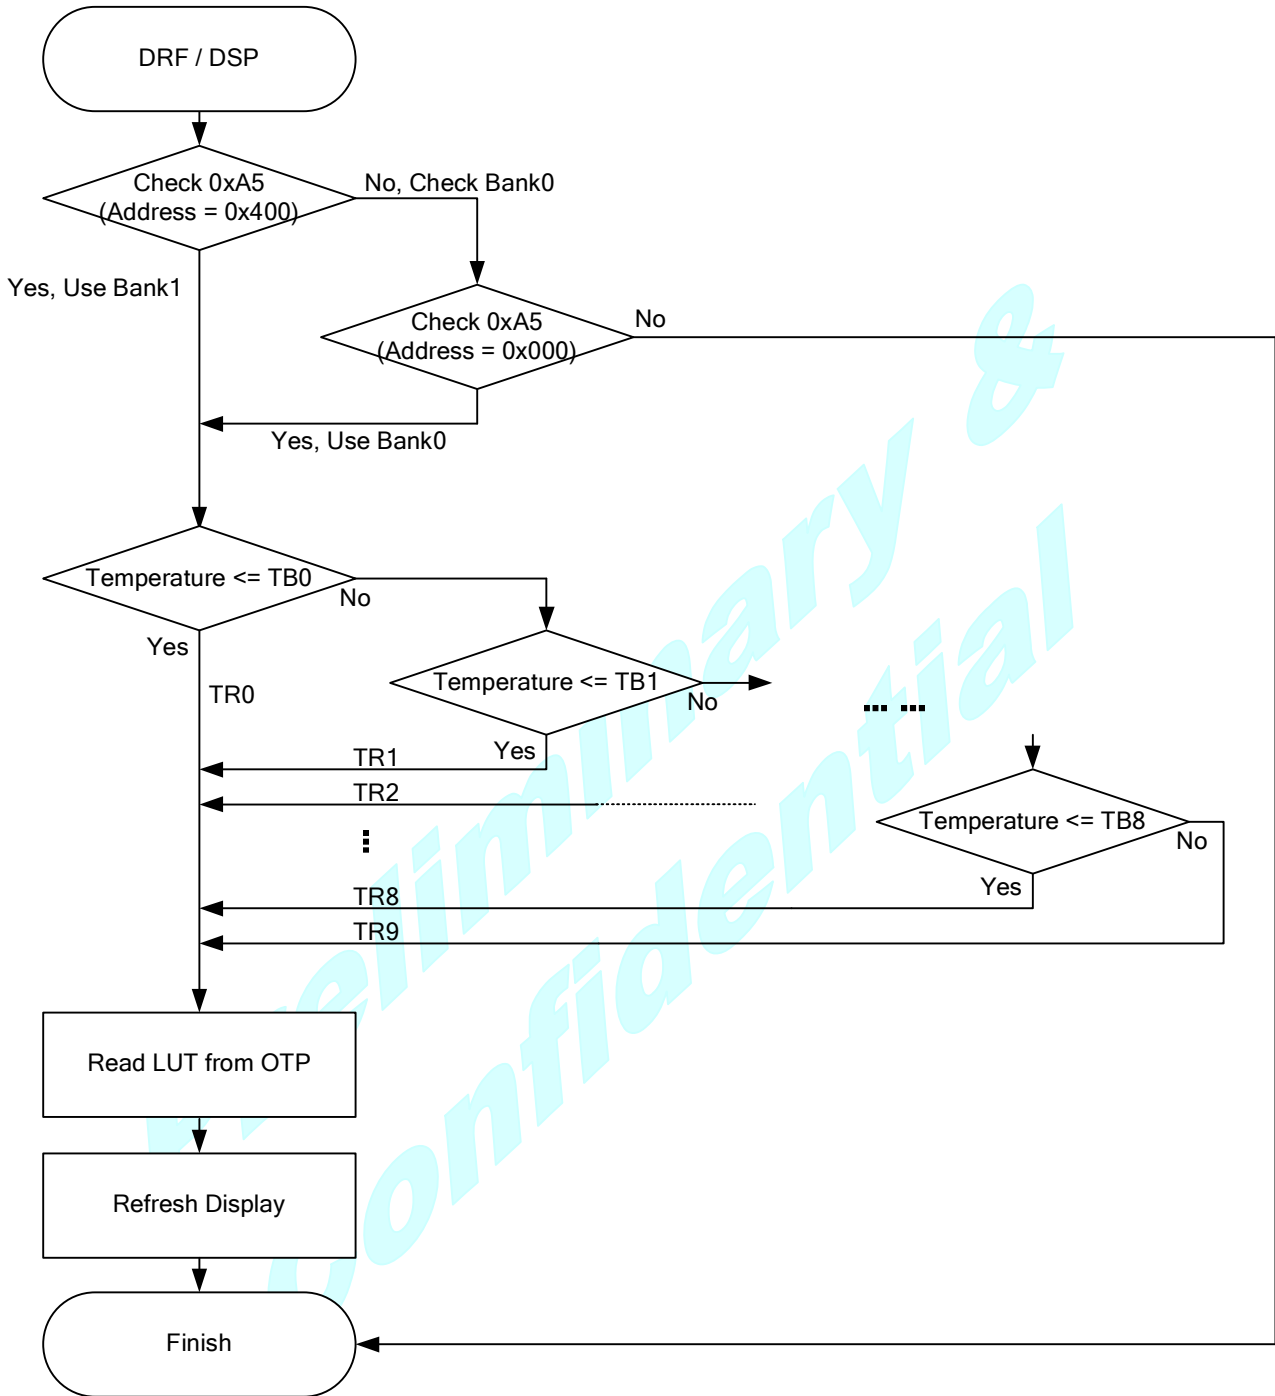 DRF / DSP
Check 0xA5
(Address = 0x400)
No, Check Bank0
Yes, Use Bank1
Check 0xA5
(Address = 0x000)
No
Yes, Use Bank0
Temperature <= TB0
No
Yes
TR0
Temperature <= TB1
No
Yes
TR1
TR2
Temperature <= TB8
No
Yes
TR8
TR9
Read LUT from OTP
Refresh Display
Finish
Preliminary &
Confidential